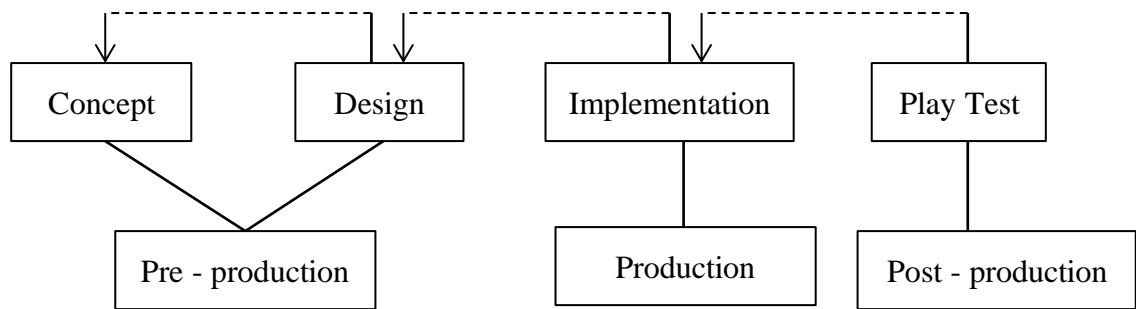 Concept
Design
Implementation
Play Test
Pre - production
Production
Post - production